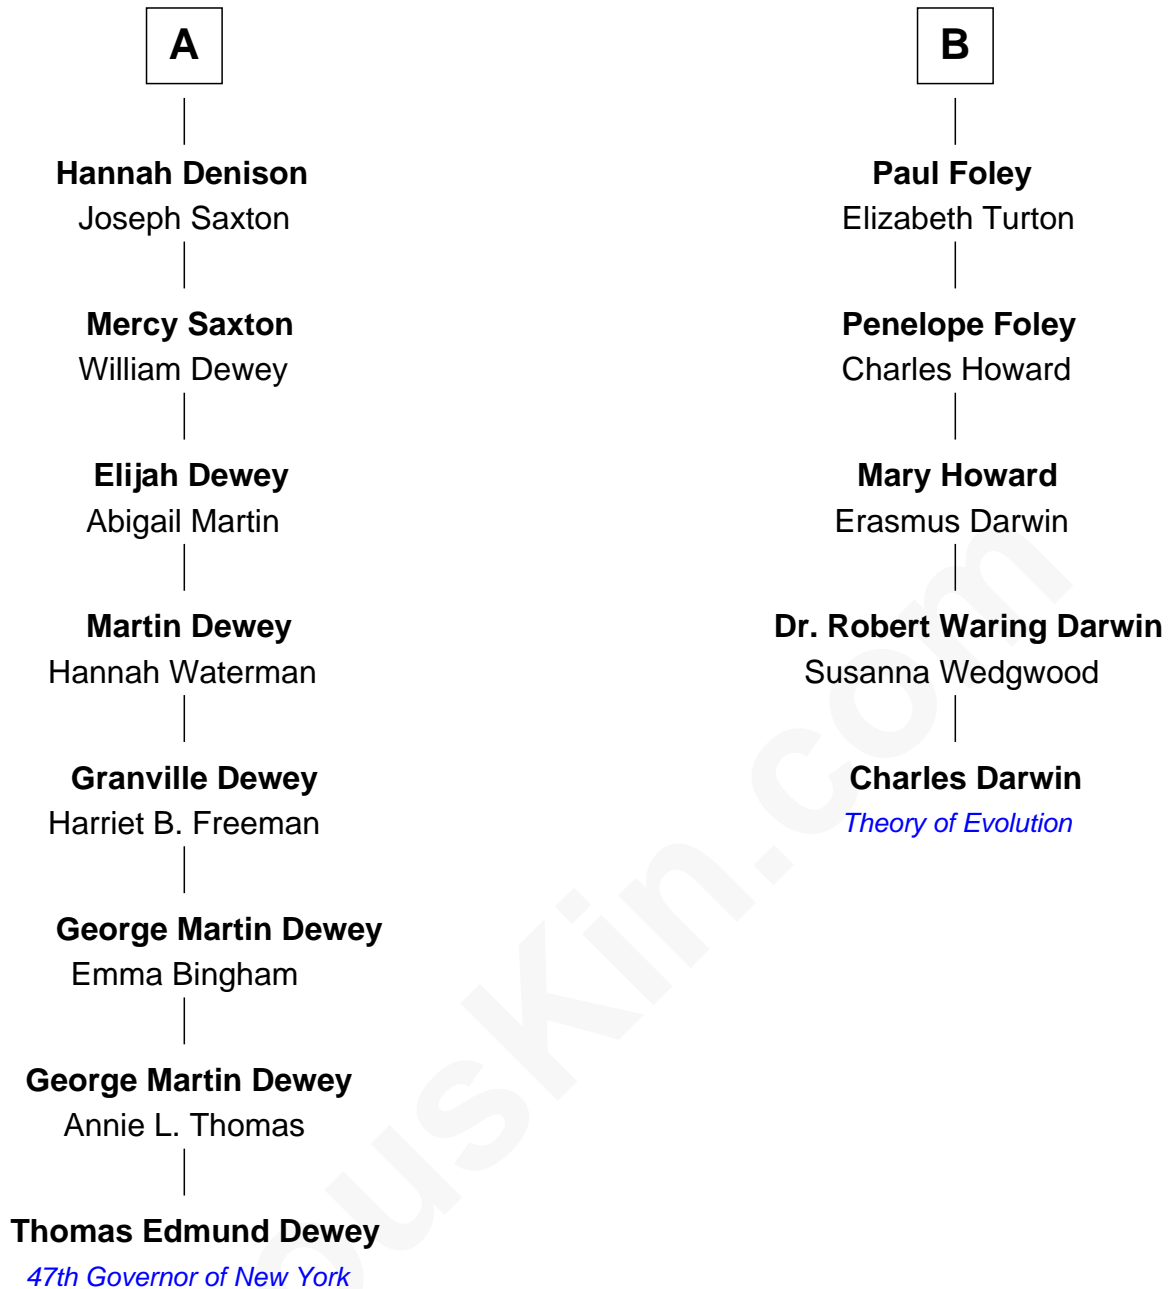 A
Hannah Denison
Joseph Saxton
Mercy Saxton
William Dewey
Elijah Dewey
Abigail Martin
Martin Dewey
Hannah Waterman
Granville Dewey
Harriet B. Freeman
George Martin Dewey
Emma Bingham
George Martin Dewey
Annie L. Thomas
Thomas Edmund Dewey
47th Governor of New York
B
Paul Foley
Elizabeth Turton
Penelope Foley
Charles Howard
Mary Howard
Erasmus Darwin
Dr. Robert Waring Darwin
Susanna Wedgwood
Charles Darwin
Theory of Evolution
ousKin.com